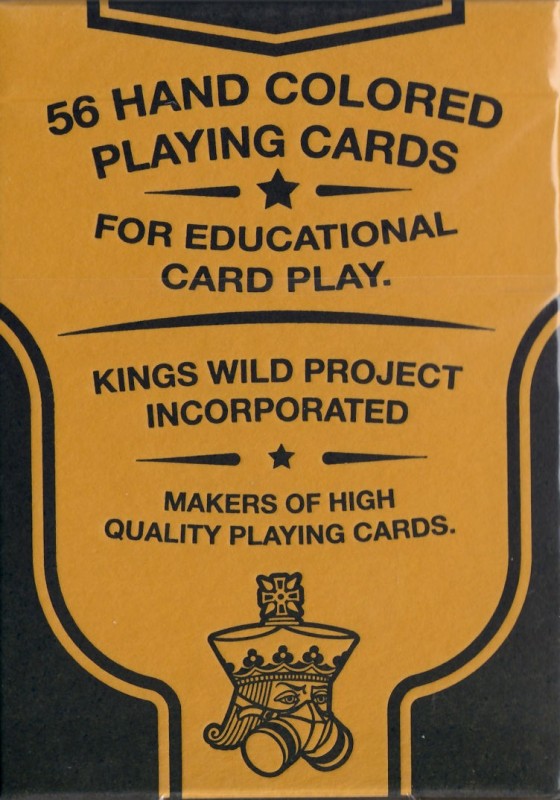 56 HAND COLORED
PLAYING CARDS
FOR EDUCATIONAL
CARD PLAY.
KINGS WILD PROJECT
INCORPORATED
MAKERS OF HIGH
QUALITY PLAYING CARDS.